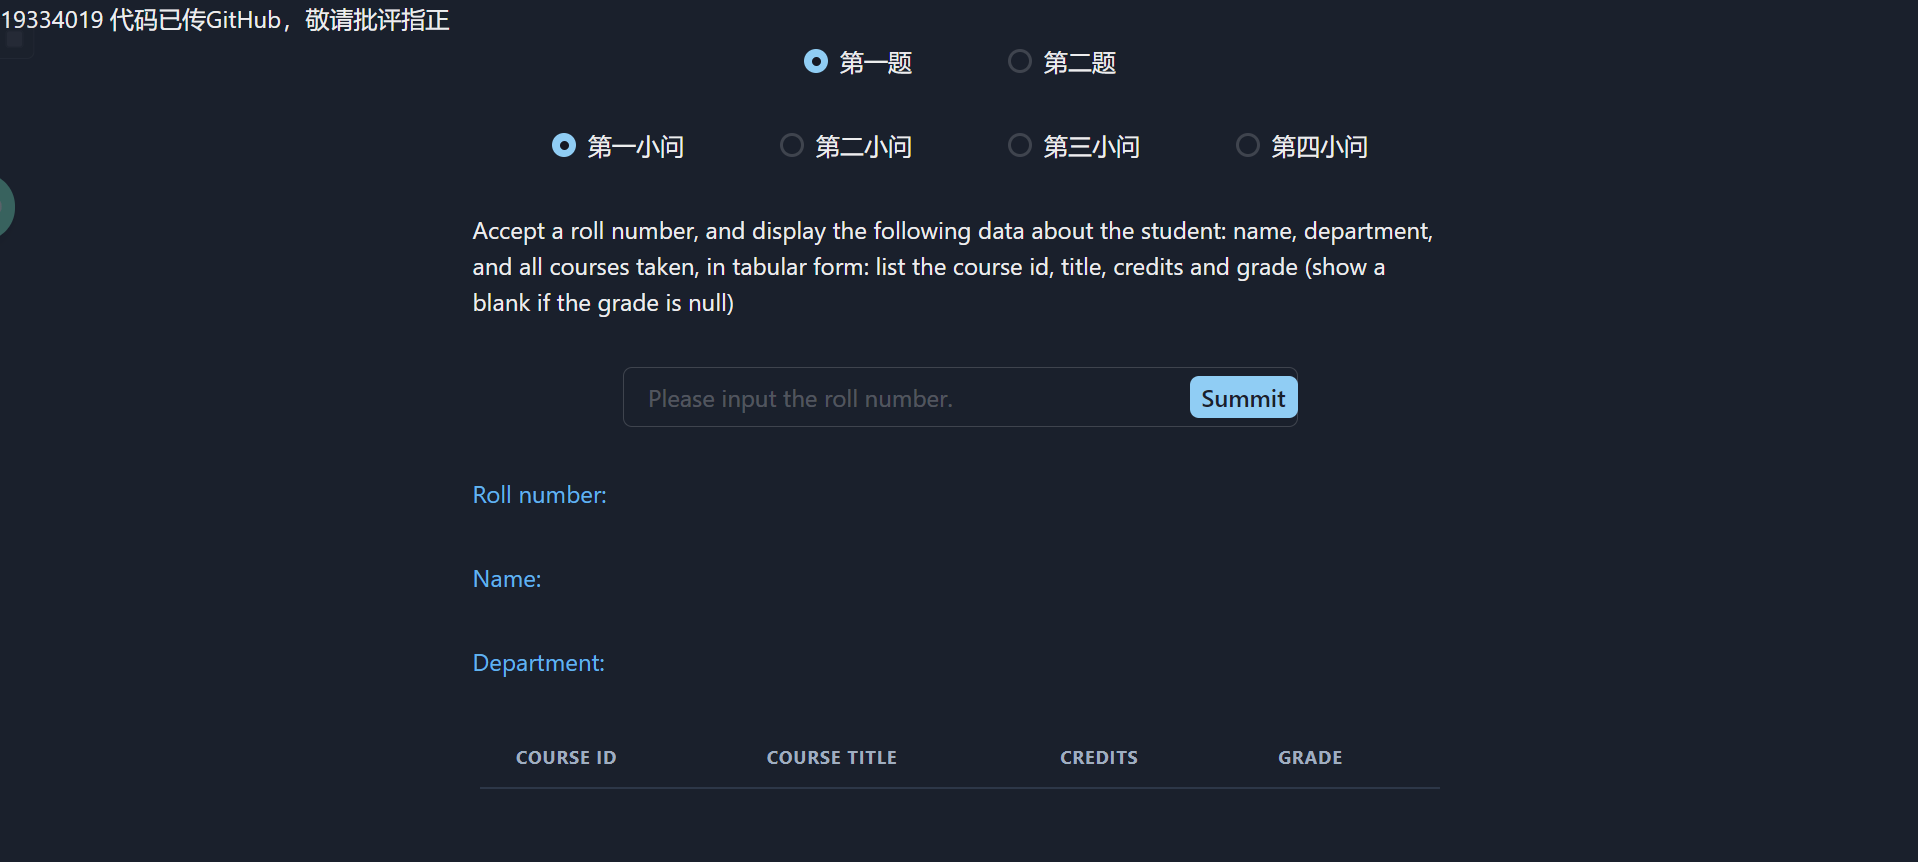 19334019 代码已传GitHub，敬请批评指正
第一题 第二题
第一小问 第二小问 第三小问 第四小问
Accept a roll number, and display the following data about the student: name, department,
and all courses taken, in tabular form: list the course id, title, credits and grade (show a
blank if the grade is null)
Please input the roll number. Summit
Roll number:
Name:
Department:
COURSE ID COURSE TITLE CREDITS GRADE